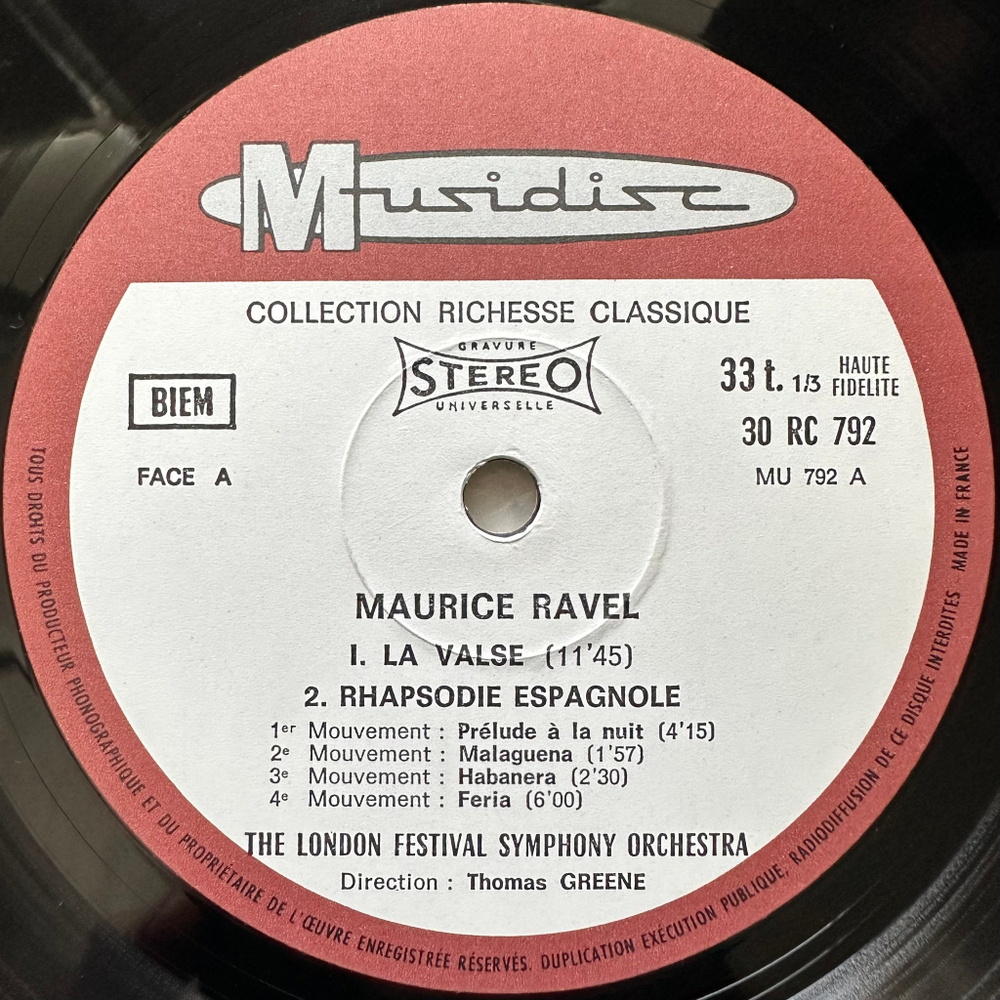 Musidisc
COLLECTION RICHESSE CLASSIQUE
GRAVURE
STEREO
UNIVERSELLE
BIEM
33 t. 1/3 HAUTE FIDELITE
30 RC 792
FACE A
MU 792 A
MAURICE RAVEL
1. LA VALSE (11'45)
2. RHAPSODIE ESPAGNOLE
1er Mouvement : Prélude à la nuit (4'15)
2e Mouvement : Malaguena (1'57)
3e Mouvement : Habanera (2'30)
4e Mouvement : Feria (6'00)
THE LONDON FESTIVAL SYMPHONY ORCHESTRA
Direction : Thomas GREENE
TOUS DROITS DU PRODUCTEUR PHONOGRAPHIQUE ET DU PROPRIÉTAIRE DE L'ŒUVRE ENREGISTRÉE RÉSERVÉS. DUPLICATION EXÉCUTION PUBLIQUE, RADIODIFFUSION DE CE DISQUE INTERDITES - MADE IN FRANCE